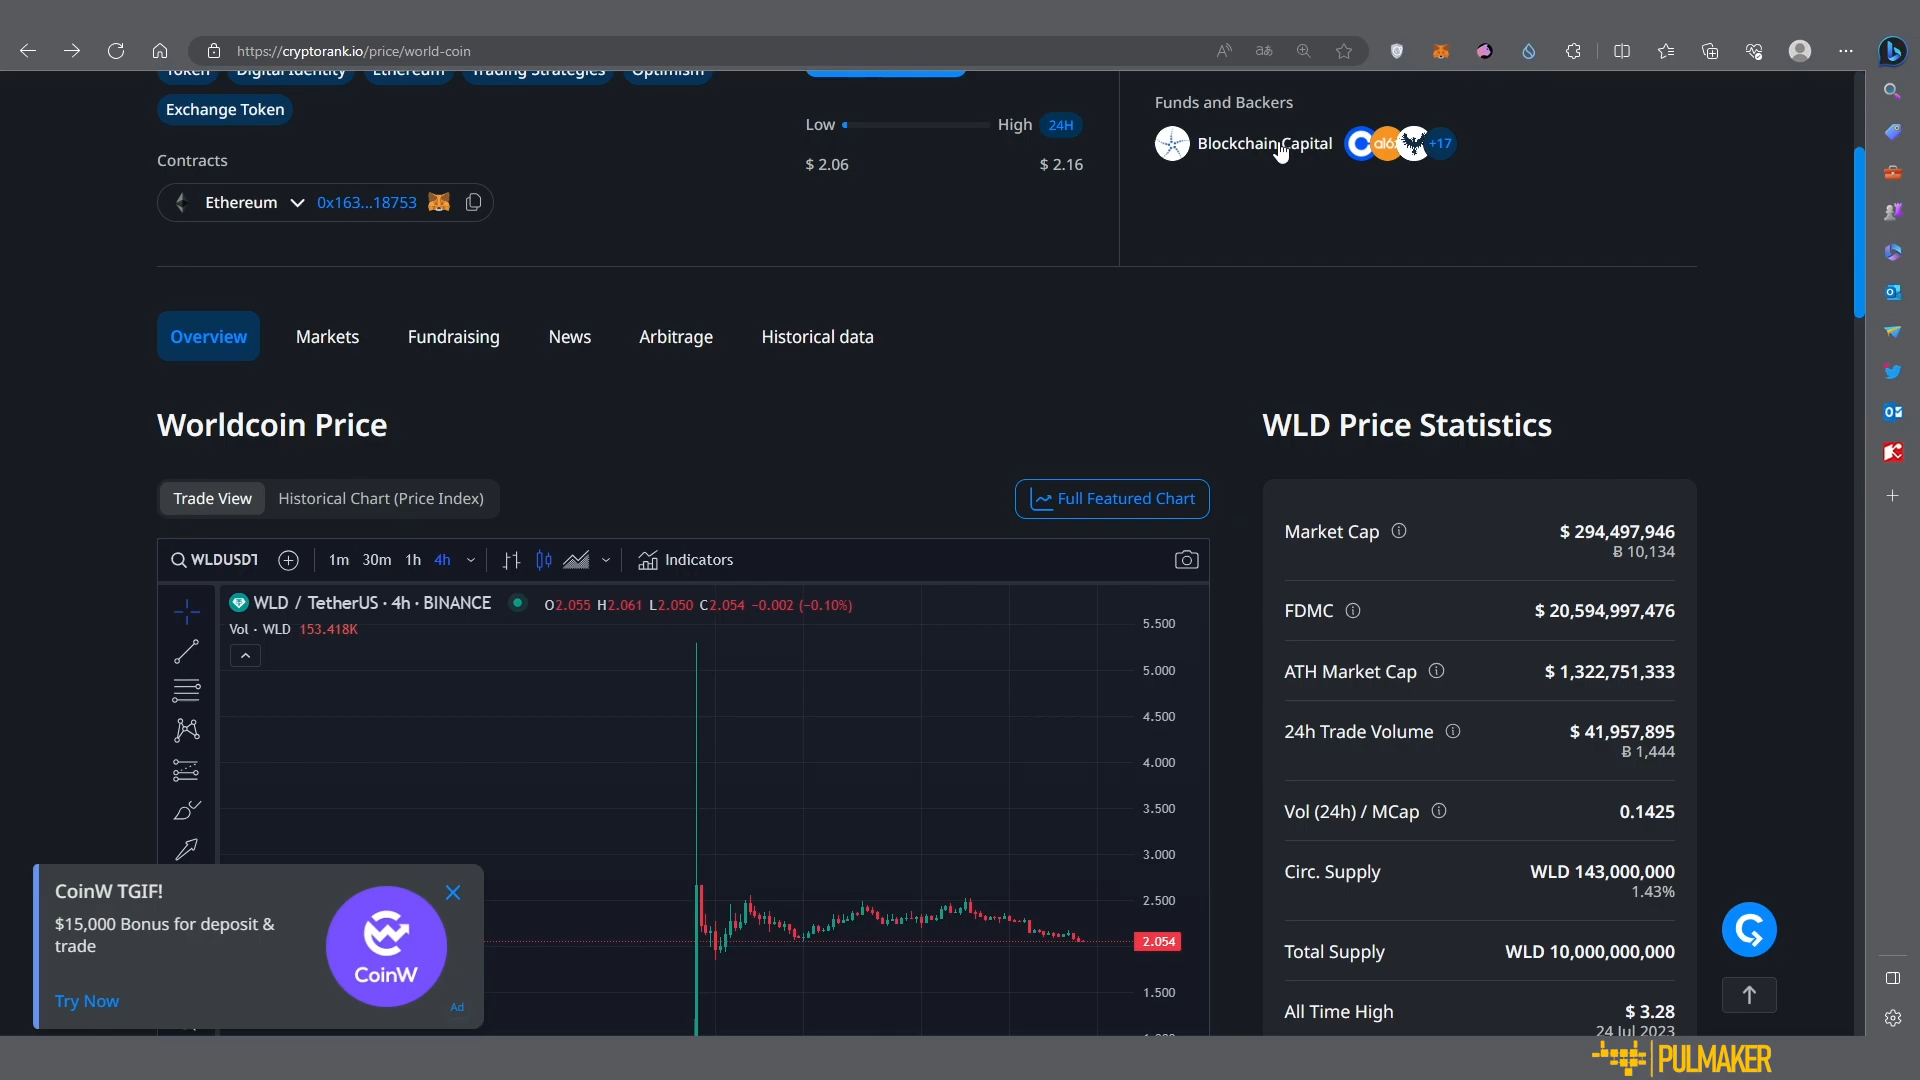 https://cryptorank.io/price/world-coin
Token Digital Identity Ethereum Trading Strategies Optimism
Exchange Token
Contracts
Ethereum 0x163...18753
Low High 24H
$ 2.06 $ 2.16
Funds and Backers
Blockchain Capital a16z +17
Overview Markets Fundraising News Arbitrage Historical data
Worldcoin Price
WLD Price Statistics
Trade View Historical Chart (Price Index) Full Featured Chart
WLDUSDT 1m 30m 1h 4h Indicators
WLD / TetherUS · 4h · BINANCE O2.055 H2.061 L2.050 C2.054 −0.002 (−0.10%)
Vol · WLD 153.418K
5.500
5.000
4.500
4.000
3.500
3.000
2.500
2.054
1.500
Market Cap $ 294,497,946
Ƀ 10,134
FDMC $ 20,594,997,476
ATH Market Cap $ 1,322,751,333
24h Trade Volume $ 41,957,895
Ƀ 1,444
Vol (24h) / MCap 0.1425
Circ. Supply WLD 143,000,000
1.43%
Total Supply WLD 10,000,000,000
All Time High $ 3.28
24 Jul 2023
CoinW TGIF!
$15,000 Bonus for deposit &
trade
Try Now
CoinW
Ad
PULMAKER